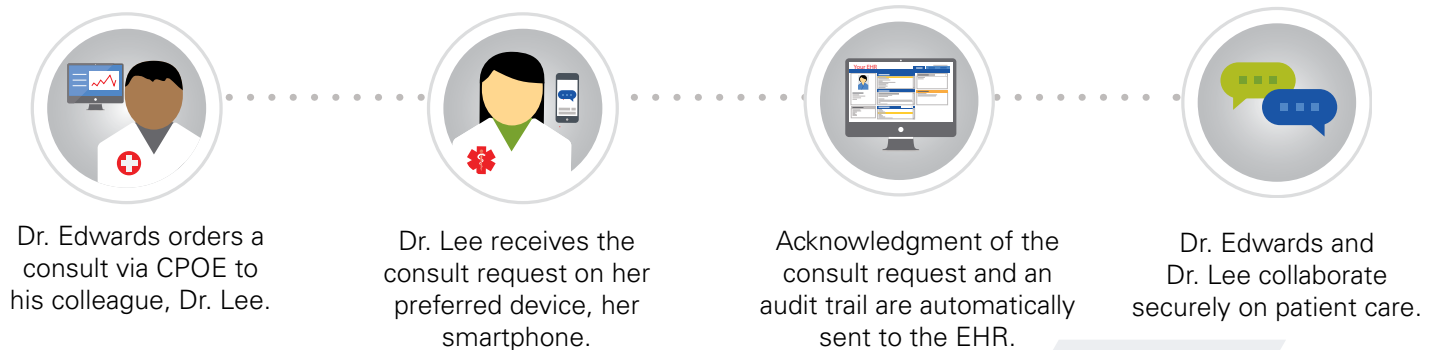 Your EHR
Dr. Edwards orders a
consult via CPOE to
his colleague, Dr. Lee.
Dr. Lee receives the
consult request on her
preferred device, her
smartphone.
Acknowledgment of the
consult request and an
audit trail are automatically
sent to the EHR.
Dr. Edwards and
Dr. Lee collaborate
securely on patient care.